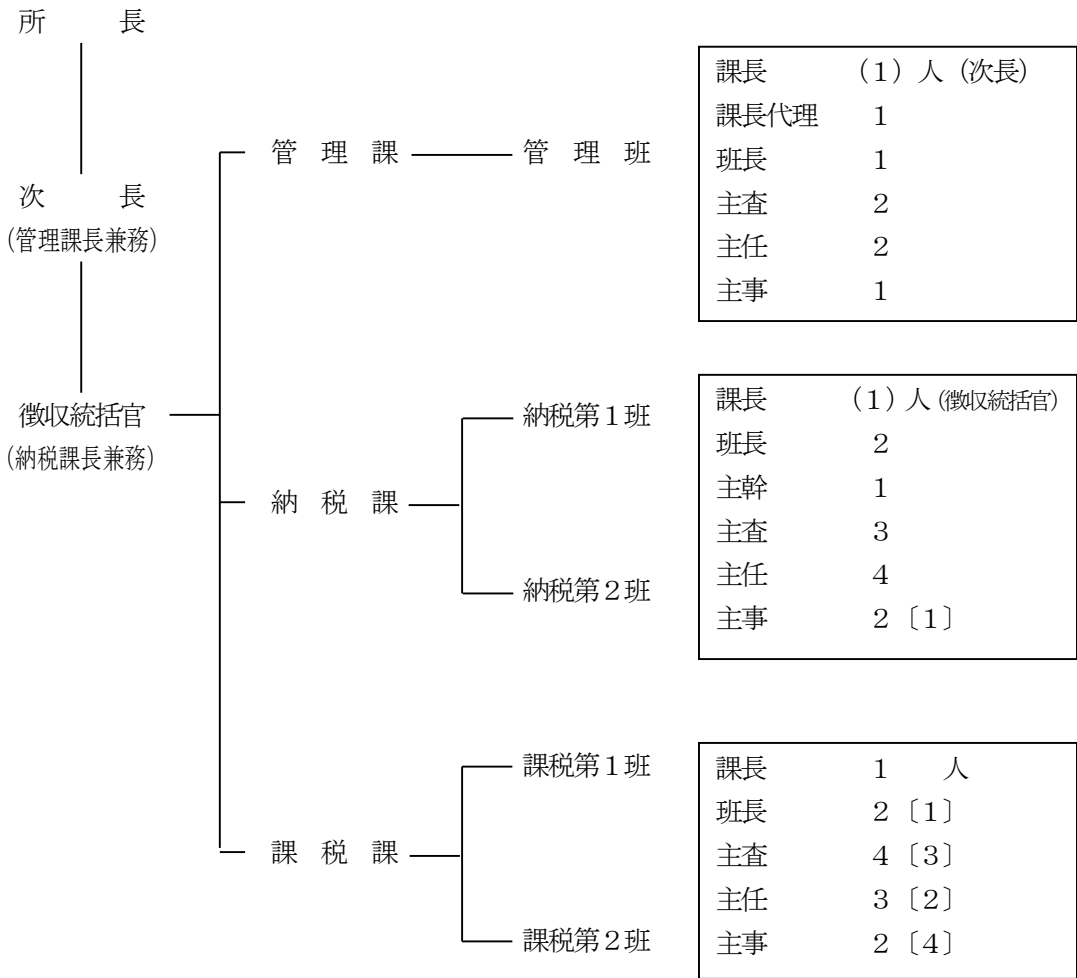 所　　長
次　　長
(管理課長兼務)
徴収統括官
(納税課長兼務)
管　理　課
管　理　班
課長　（１）人（次長）
課長代理　１
班長　１
主査　２
主任　２
主事　１
納　税　課
納税第１班
納税第２班
課長　（１）人（徴収統括官）
班長　２
主幹　１
主査　３
主任　４
主事　２〔１〕
課　税　課
課税第１班
課税第２班
課長　１　人
班長　２〔１〕
主査　４〔３〕
主任　３〔２〕
主事　２〔４〕